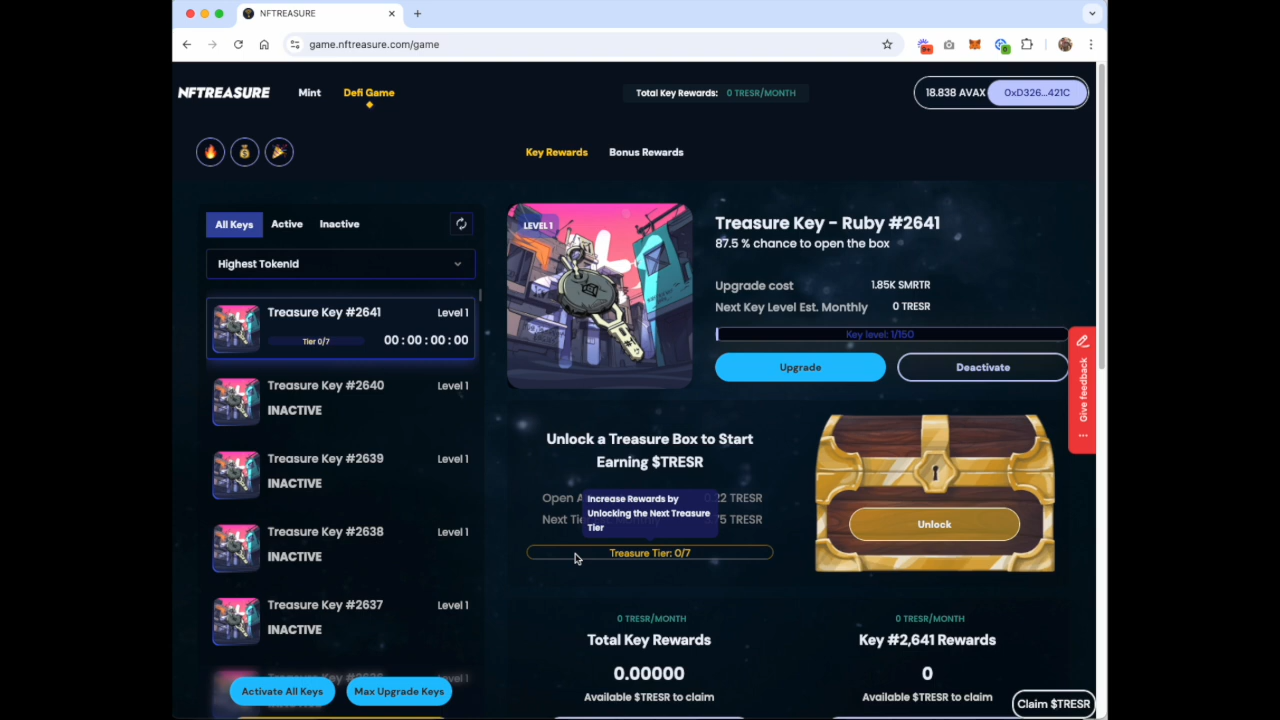 NFTREASURE
game.nftreasure.com/game
9+
0
NFTREASURE
Mint
Defi Game
Total Key Rewards: 0 TRESR/MONTH
18.838 AVAX
0xD326...421C
Key Rewards
Bonus Rewards
All Keys
Active
Inactive
Highest TokenId
Treasure Key #2641
Level 1
Tier 0/7
00:00:00:00
Treasure Key #2640
Level 1
INACTIVE
Treasure Key #2639
Level 1
INACTIVE
Treasure Key #2638
Level 1
INACTIVE
Treasure Key #2637
Level 1
INACTIVE
Activate All Keys
Max Upgrade Keys
LEVEL 1
Treasure Key - Ruby #2641
87.5 % chance to open the box
Upgrade cost
1.85K SMRTR
Next Key Level Est. Monthly
0 TRESR
Key level: 1/150
Upgrade
Deactivate
Give feedback
Unlock a Treasure Box to Start
Earning $TRESR
Open
TRESR
Next
TRESR
Increase Rewards by
Unlocking the Next Treasure
Tier
Treasure Tier: 0/7
Unlock
0 TRESR/MONTH
Total Key Rewards
0.00000
Available $TRESR to claim
0 TRESR/MONTH
Key #2,641 Rewards
0
Available $TRESR to claim
Claim $TRESR